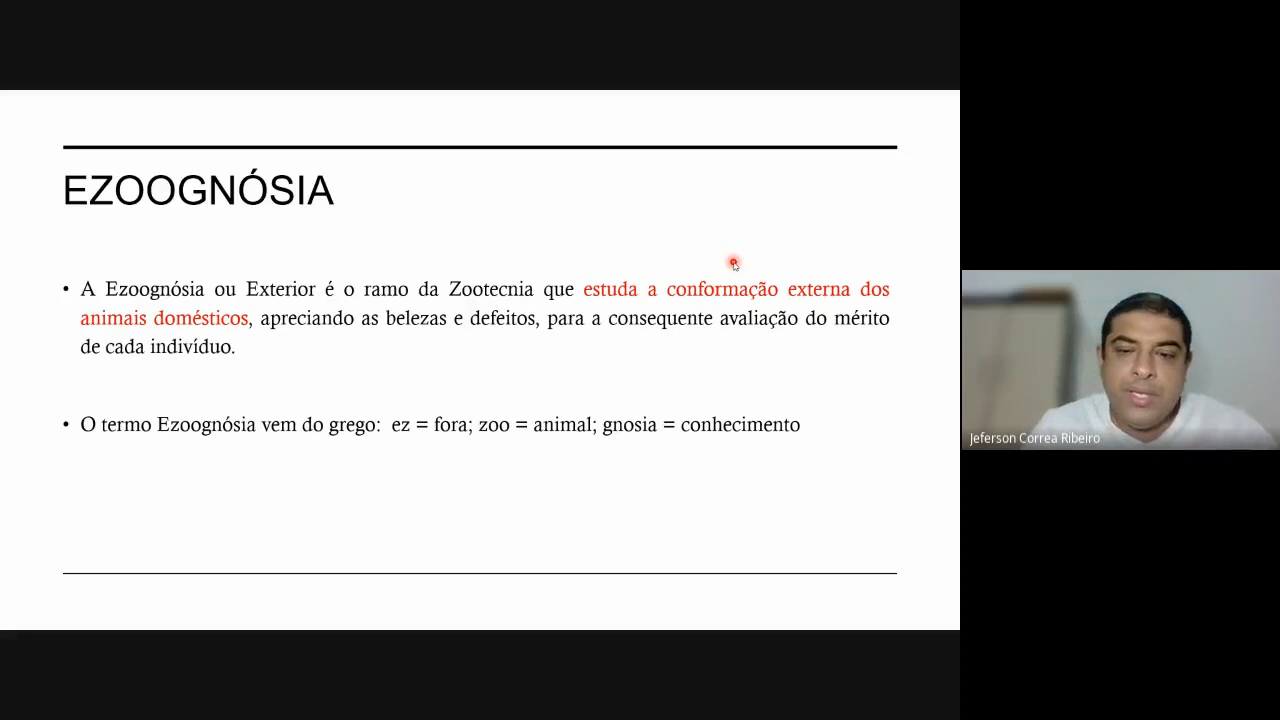 EZOOGNÓSIA
• A Ezoognósia ou Exterior é o ramo da Zootecnia que estuda a conformação externa dos
animais domésticos, apreciando as belezas e defeitos, para a consequente avaliação do mérito
de cada indivíduo.
• O termo Ezoognósia vem do grego: ez = fora; zoo = animal; gnosia = conhecimento
Jeferson Correa Ribeiro